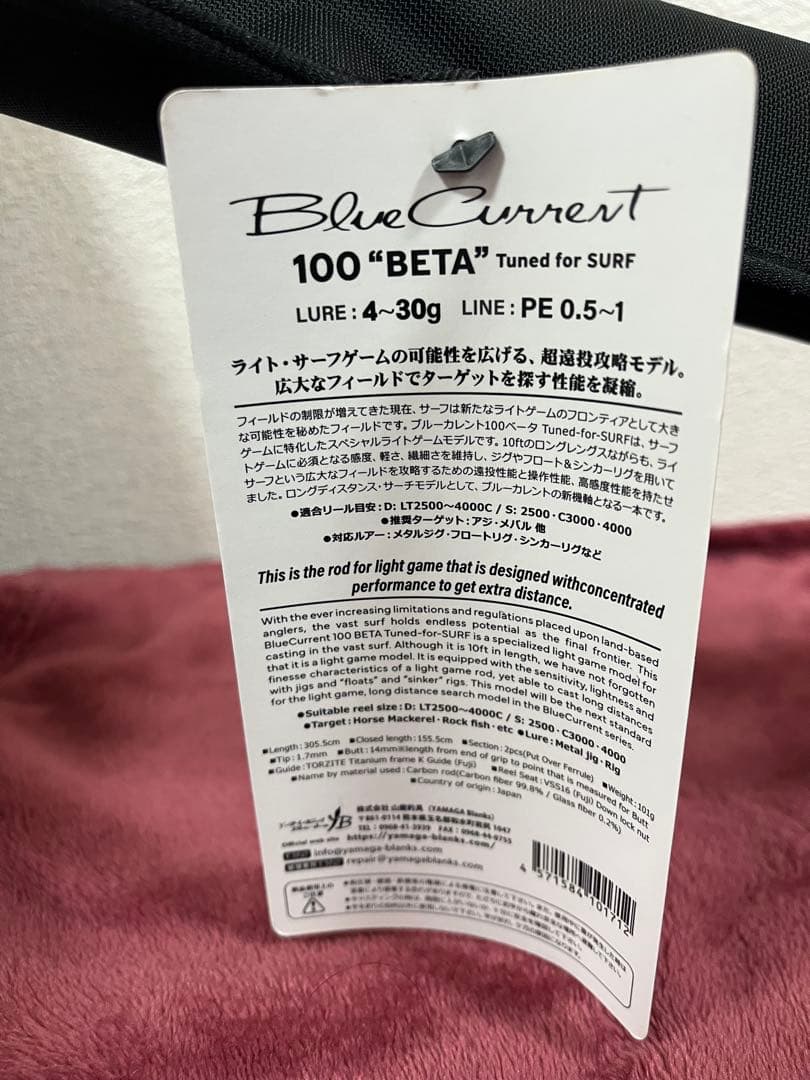 BlueCurrent
100 “BETA” Tuned for SURF
LURE : 4~30g LINE : PE 0.5~1
ライト・サーフゲームの可能性を広げる、超遠投攻略モデル。
広大なフィールドでターゲットを探す性能を凝縮。
フィールドの制限が増えてきた現在、サーフは新たなライトゲームのフロンティアとして大き
な可能性を秘めたフィールドです。ブルーカレント100ベータ Tuned-for-SURFは、サーフ
ゲームに特化したスペシャルライトゲームモデルです。10ftのロングレングスながらも、ライ
トゲームに必須となる感度、軽さ、繊細さを維持し、ジグやフロート&シンカーリグを用いて
サーフという広大なフィールドを攻略するための遠投性能と操作性能、高感度性能を持たせ
ました。ロングディスタンス・サーチモデルとして、ブルーカレントの新機軸となる一本です。
●適合リール目安：D: LT2500～4000C / S: 2500・C3000・4000
●推奨ターゲット：アジ・メバル 他
●対応ルアー：メタルジグ・フロートリグ・シンカーリグなど
This is the rod for light game that is designed withconcentrated
performance to get extra distance.
With the ever increasing limitations and regulations placed upon land-based
anglers, the vast surf holds endless potential as the final frontier. This
BlueCurrent 100 BETA Tuned-for-SURF is a specialized light game model for
casting in the vast surf. Although it is 10ft in length, we have not forgotten
that it is a light game model. It is equipped with the sensitivity, lightness and
finesse characteristics of a light game rod, yet able to cast long distances
with jigs and "floats" and "sinker" rigs. This model will be the next standard
for the light game, long distance search model in the BlueCurrent series.
●Suitable reel size : D: LT2500~4000C / S: 2500・C3000・4000
●Target : Horse Mackerel・Rock fish・etc ●Lure : Metal jig・Rig
■Length : 305.5cm ■Closed length : 155.5cm ■Section : 2pcs(Put Over Ferrule) ■Weight : 101g
■Tip : 1.7mm ■Butt : 14mm※length from end of grip to point that is measured for Butt
■Guide : TORZITE Titanium frame K Guide (Fuji) ■Reel Seat : VSS16 (Fuji) Down lock nut
■Name by material used : Carbon rod(Carbon fiber 99.8% / Glass fiber 0.2%)
■Country of origin : Japan
株式会社 山鹿釣具 (YAMAGA Blanks)
TEL : 0968-41-3939 FAX : 0968-44-0755
Official web site https://yamaga-blanks.com/
info@yamaga-blanks.com
repair@yamagablanks.com
4 571584 101712